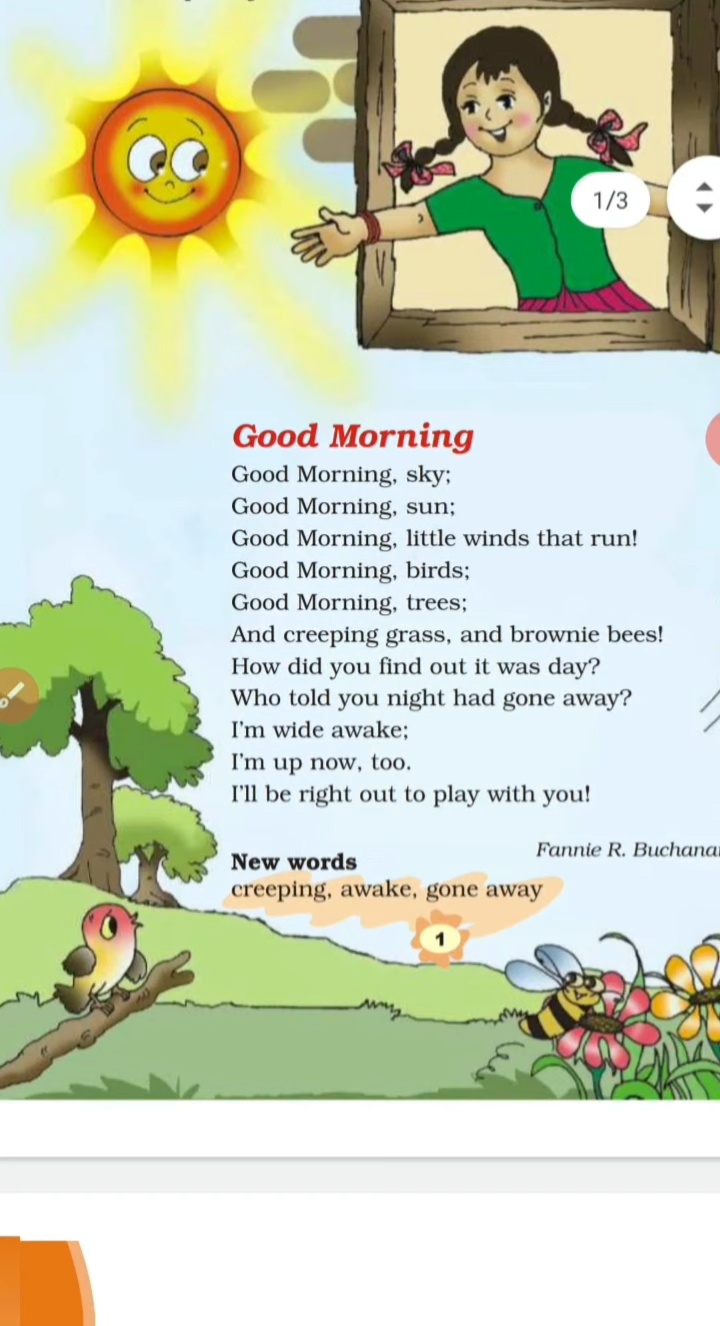 1/3
Good Morning
Good Morning, sky;
Good Morning, sun;
Good Morning, little winds that run!
Good Morning, birds;
Good Morning, trees;
And creeping grass, and brownie bees!
How did you find out it was day?
Who told you night had gone away?
I'm wide awake;
I'm up now, too.
I'll be right out to play with you!
Fannie R. Buchana
New words
creeping, awake, gone away
1